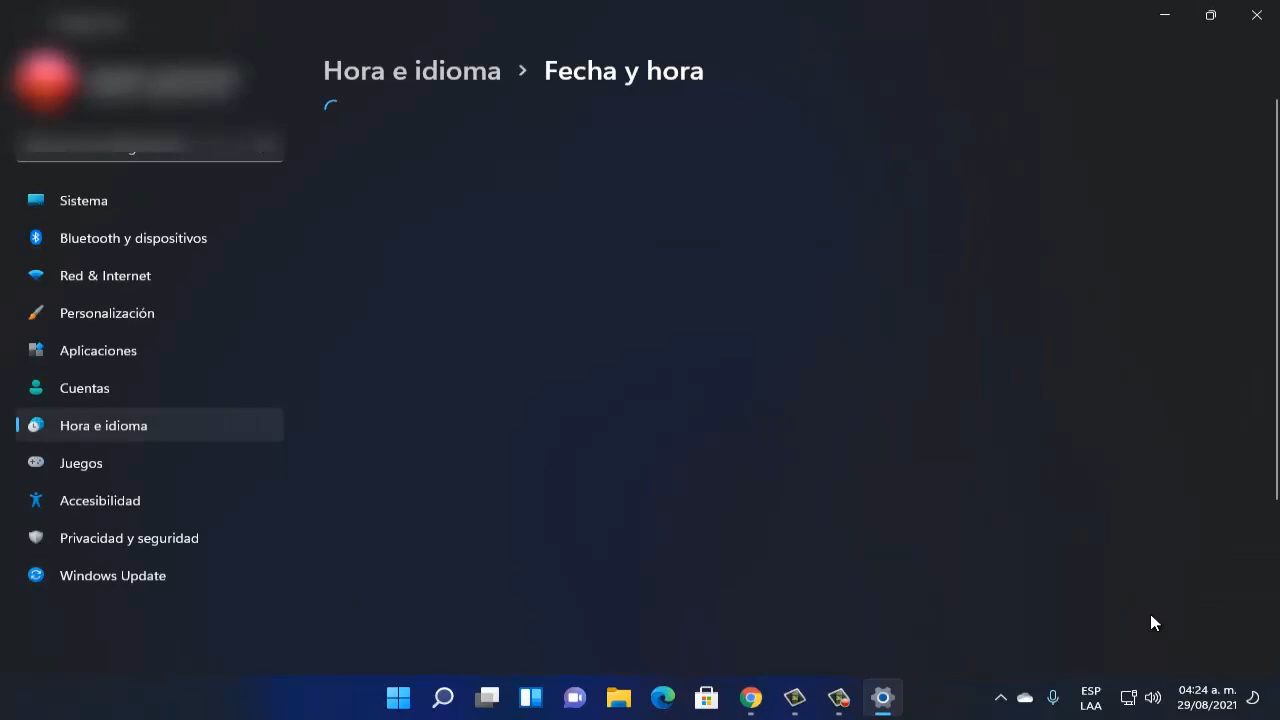 Hora e idioma > Fecha y hora
Sistema
Bluetooth y dispositivos
Red & Internet
Personalización
Aplicaciones
Cuentas
Hora e idioma
Juegos
Accesibilidad
Privacidad y seguridad
Windows Update
ESP
LAA
04:24 a. m.
29/08/2021